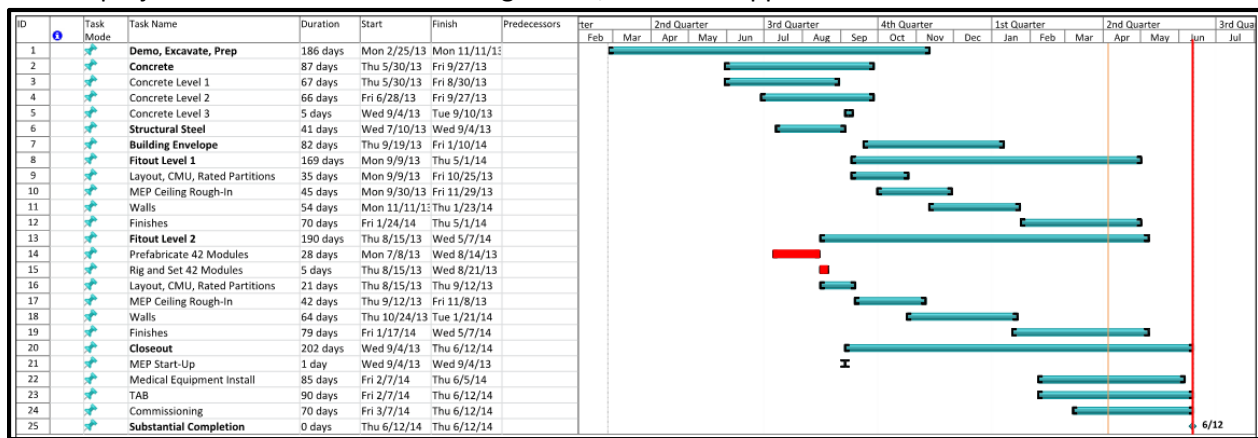 ID Task Mode Task Name Duration Start Finish Predecessors ter 2nd Quarter 3rd Quarter 4th Quarter 1st Quarter 2nd Quarter 3rd Qua
Feb Mar Apr May Jun Jul Aug Sep Oct Nov Dec Jan Feb Mar Apr May Jun Jul
1 Demo, Excavate, Prep 186 days Mon 2/25/13 Mon 11/11/13
2 Concrete 87 days Thu 5/30/13 Fri 9/27/13
3 Concrete Level 1 67 days Thu 5/30/13 Fri 8/30/13
4 Concrete Level 2 66 days Fri 6/28/13 Fri 9/27/13
5 Concrete Level 3 5 days Wed 9/4/13 Tue 9/10/13
6 Structural Steel 41 days Wed 7/10/13 Wed 9/4/13
7 Building Envelope 82 days Thu 9/19/13 Fri 1/10/14
8 Fitout Level 1 169 days Mon 9/9/13 Thu 5/1/14
9 Layout, CMU, Rated Partitions 35 days Mon 9/9/13 Fri 10/25/13
10 MEP Ceiling Rough-In 45 days Mon 9/30/13 Fri 11/29/13
11 Walls 54 days Mon 11/11/13 Thu 1/23/14
12 Finishes 70 days Fri 1/24/14 Thu 5/1/14
13 Fitout Level 2 190 days Thu 8/15/13 Wed 5/7/14
14 Prefabricate 42 Modules 28 days Mon 7/8/13 Wed 8/14/13
15 Rig and Set 42 Modules 5 days Thu 8/15/13 Wed 8/21/13
16 Layout, CMU, Rated Partitions 21 days Thu 8/15/13 Thu 9/12/13
17 MEP Ceiling Rough-In 42 days Thu 9/12/13 Fri 11/8/13
18 Walls 64 days Thu 10/24/13 Tue 1/21/14
19 Finishes 79 days Fri 1/17/14 Wed 5/7/14
20 Closeout 202 days Wed 9/4/13 Thu 6/12/14
21 MEP Start-Up 1 day Wed 9/4/13 Wed 9/4/13
22 Medical Equipment Install 85 days Fri 2/7/14 Thu 6/5/14
23 TAB 90 days Fri 2/7/14 Thu 6/12/14
24 Commissioning 70 days Fri 3/7/14 Thu 6/12/14
25 Substantial Completion 0 days Thu 6/12/14 Thu 6/12/14 6/12